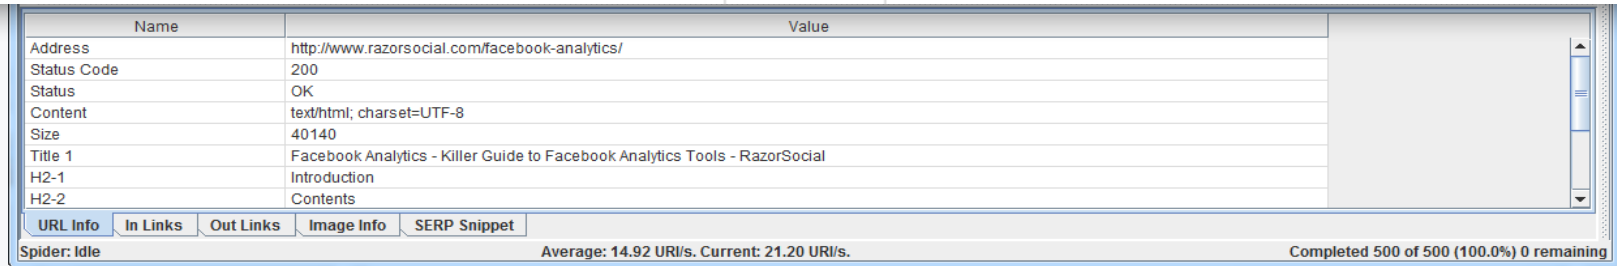 Name Value
Address http://www.razorsocial.com/facebook-analytics/
Status Code 200
Status OK
Content text/html; charset=UTF-8
Size 40140
Title 1 Facebook Analytics - Killer Guide to Facebook Analytics Tools - RazorSocial
H2-1 Introduction
H2-2 Contents
URL Info In Links Out Links Image Info SERP Snippet
Spider: Idle Average: 14.92 URI/s. Current: 21.20 URI/s. Completed 500 of 500 (100.0%) 0 remaining